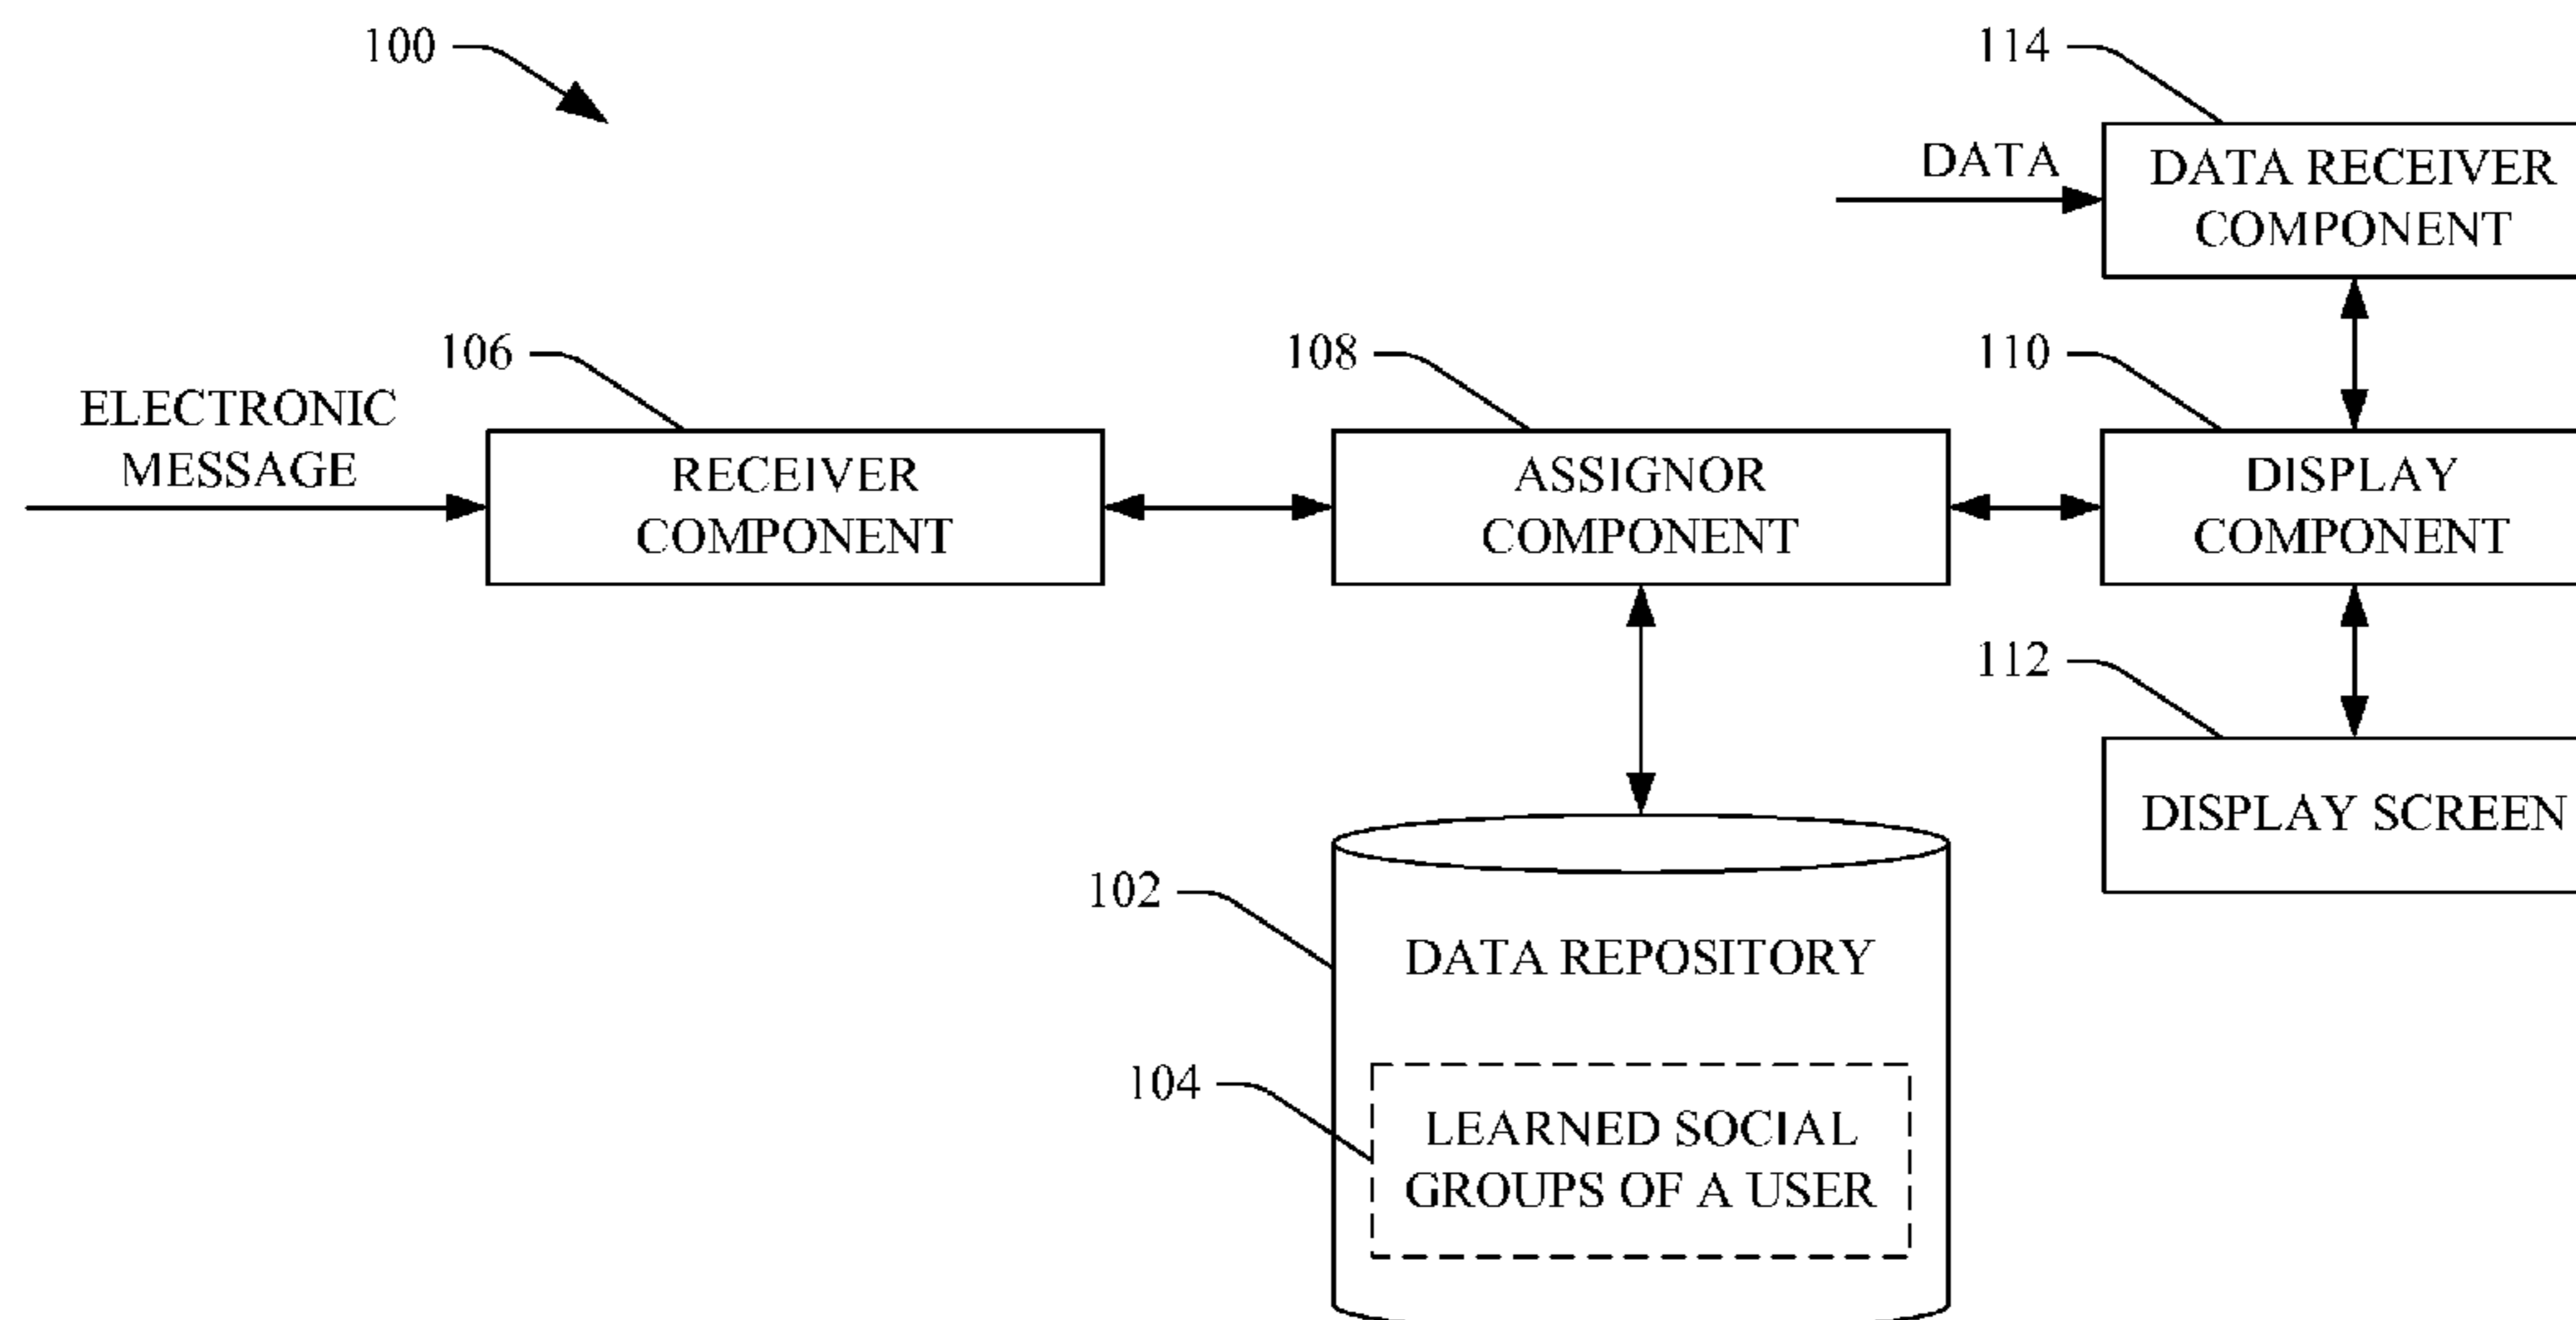 100
114
DATA
DATA RECEIVER
COMPONENT
106
108
110
ELECTRONIC
MESSAGE
RECEIVER
COMPONENT
ASSIGNOR
COMPONENT
DISPLAY
COMPONENT
112
DISPLAY SCREEN
102
DATA REPOSITORY
104
LEARNED SOCIAL
GROUPS OF A USER